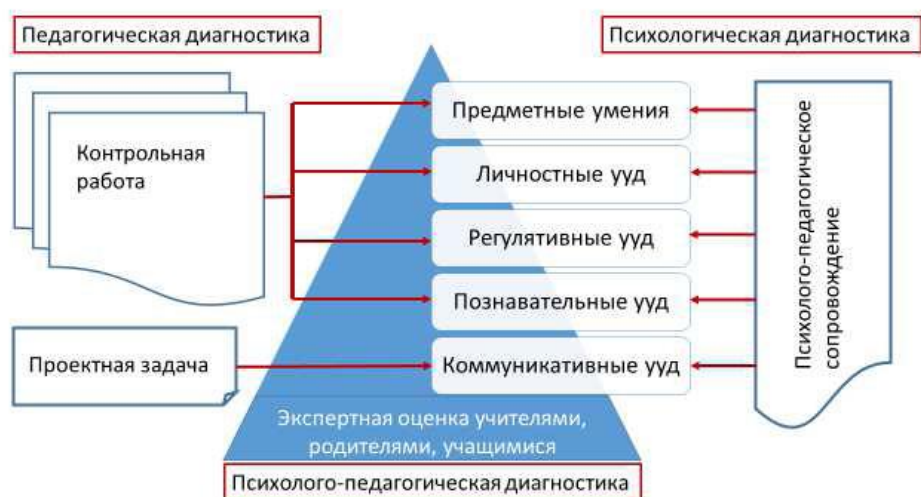 Педагогическая диагностика
Психологическая диагностика
Контрольная
работа
Проектная задача
Предметные умения
Личностные ууд
Регулятивные ууд
Познавательные ууд
Коммуникативные ууд
Психолого-педагогическое
сопровождение
Экспертная оценка учителями,
родителями, учащимися
Психолого-педагогическая диагностика